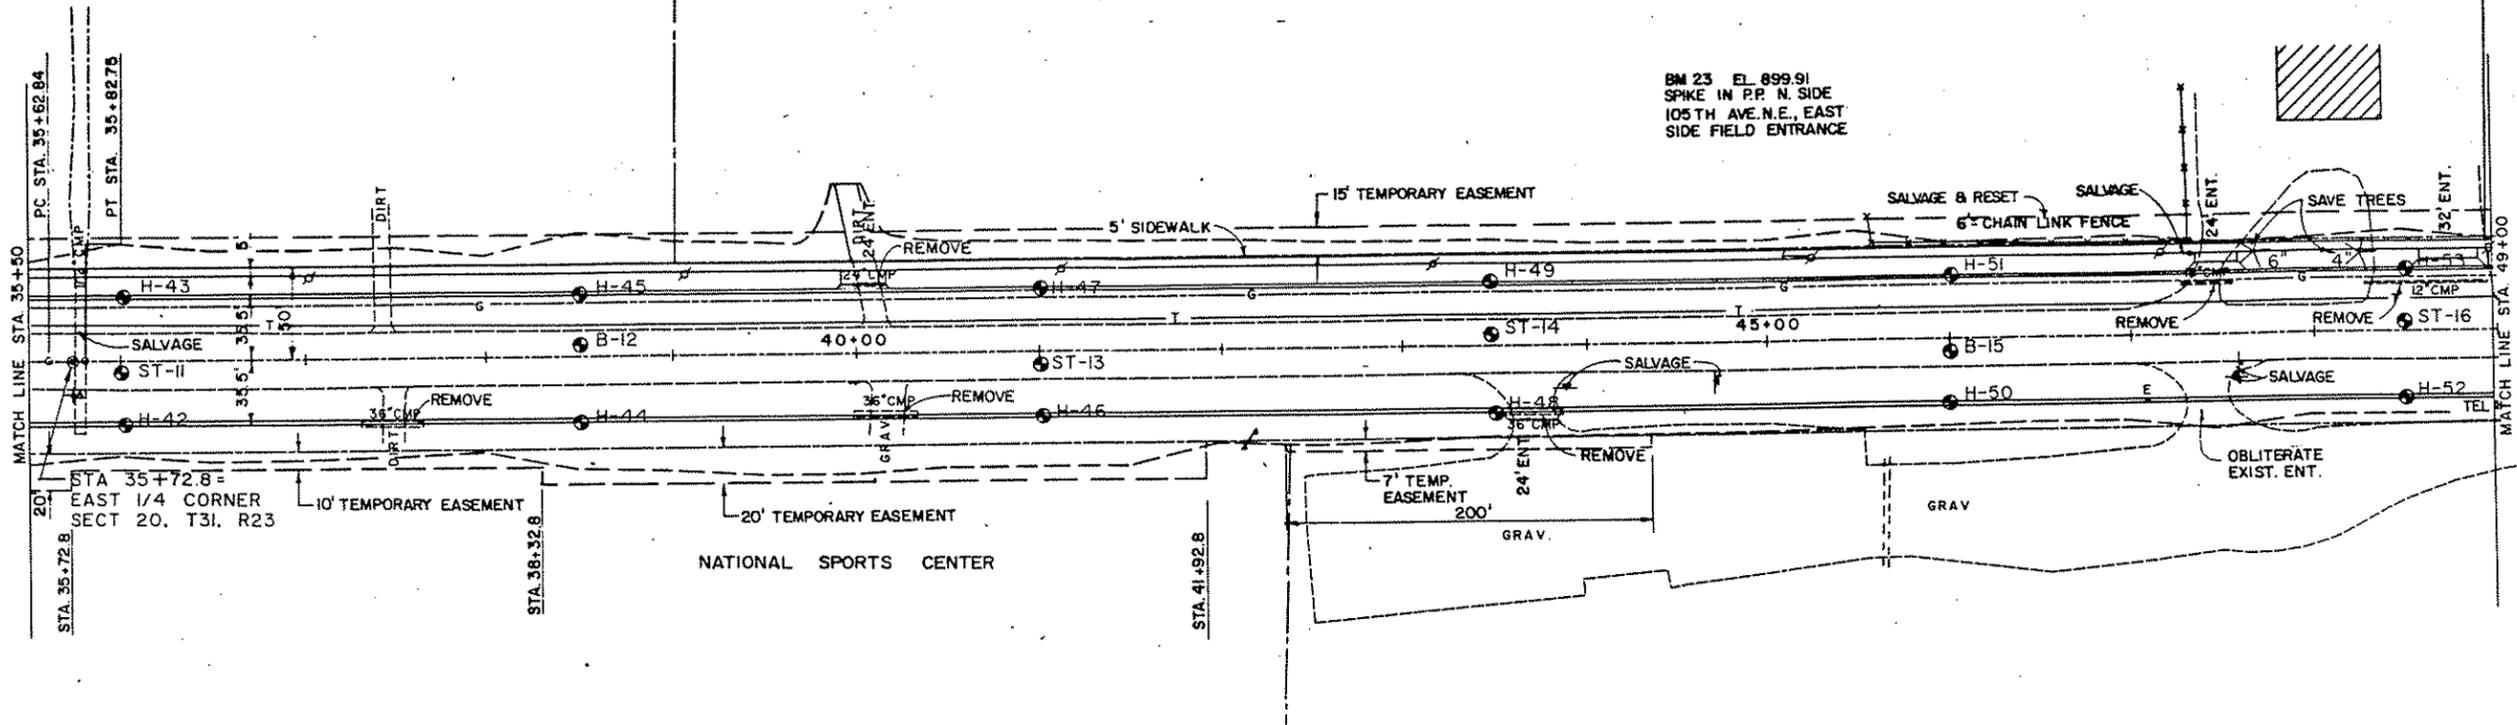 MATCH LINE STA. 35+50
PC STA. 35+62.84
PT STA. 35+82.75
BM 23 EL. 899.91
SPIKE IN P.P. N. SIDE
105TH AVE. N.E., EAST
SIDE FIELD ENTRANCE
DIRT
DIRT
24' ENT.
REMOVE
24" CMP
15' TEMPORARY EASEMENT
5' SIDEWALK
SALVAGE & RESET
6' CHAIN LINK FENCE
SALVAGE
24' ENT.
SAVE TREES
32' ENT.
6"
4"
12" CMP
5'
35.5'
50'
35.5'
H-43
H-45
H-47
H-49
H-51
H-53
G
G
G
G
T
T
T
SALVAGE
40+00
45+00
REMOVE
REMOVE
ST-11
B-12
ST-13
ST-14
B-15
ST-16
SALVAGE
SALVAGE
36" CMP
REMOVE
36" CMP
REMOVE
H-42
H-44
H-46
H-48
H-50
H-52
E
TEL
36" CMP
REMOVE
24' ENT
DIRT
GRAV
OBLITERATE
EXIST. ENT.
20'
STA 35+72.8 =
EAST 1/4 CORNER
SECT 20, T31, R23
10' TEMPORARY EASEMENT
20' TEMPORARY EASEMENT
7' TEMP.
EASEMENT
200'
GRAV.
GRAV
STA. 35+72.8
STA. 38+32.8
STA. 41+92.8
NATIONAL SPORTS CENTER
MATCH LINE STA. 49+00